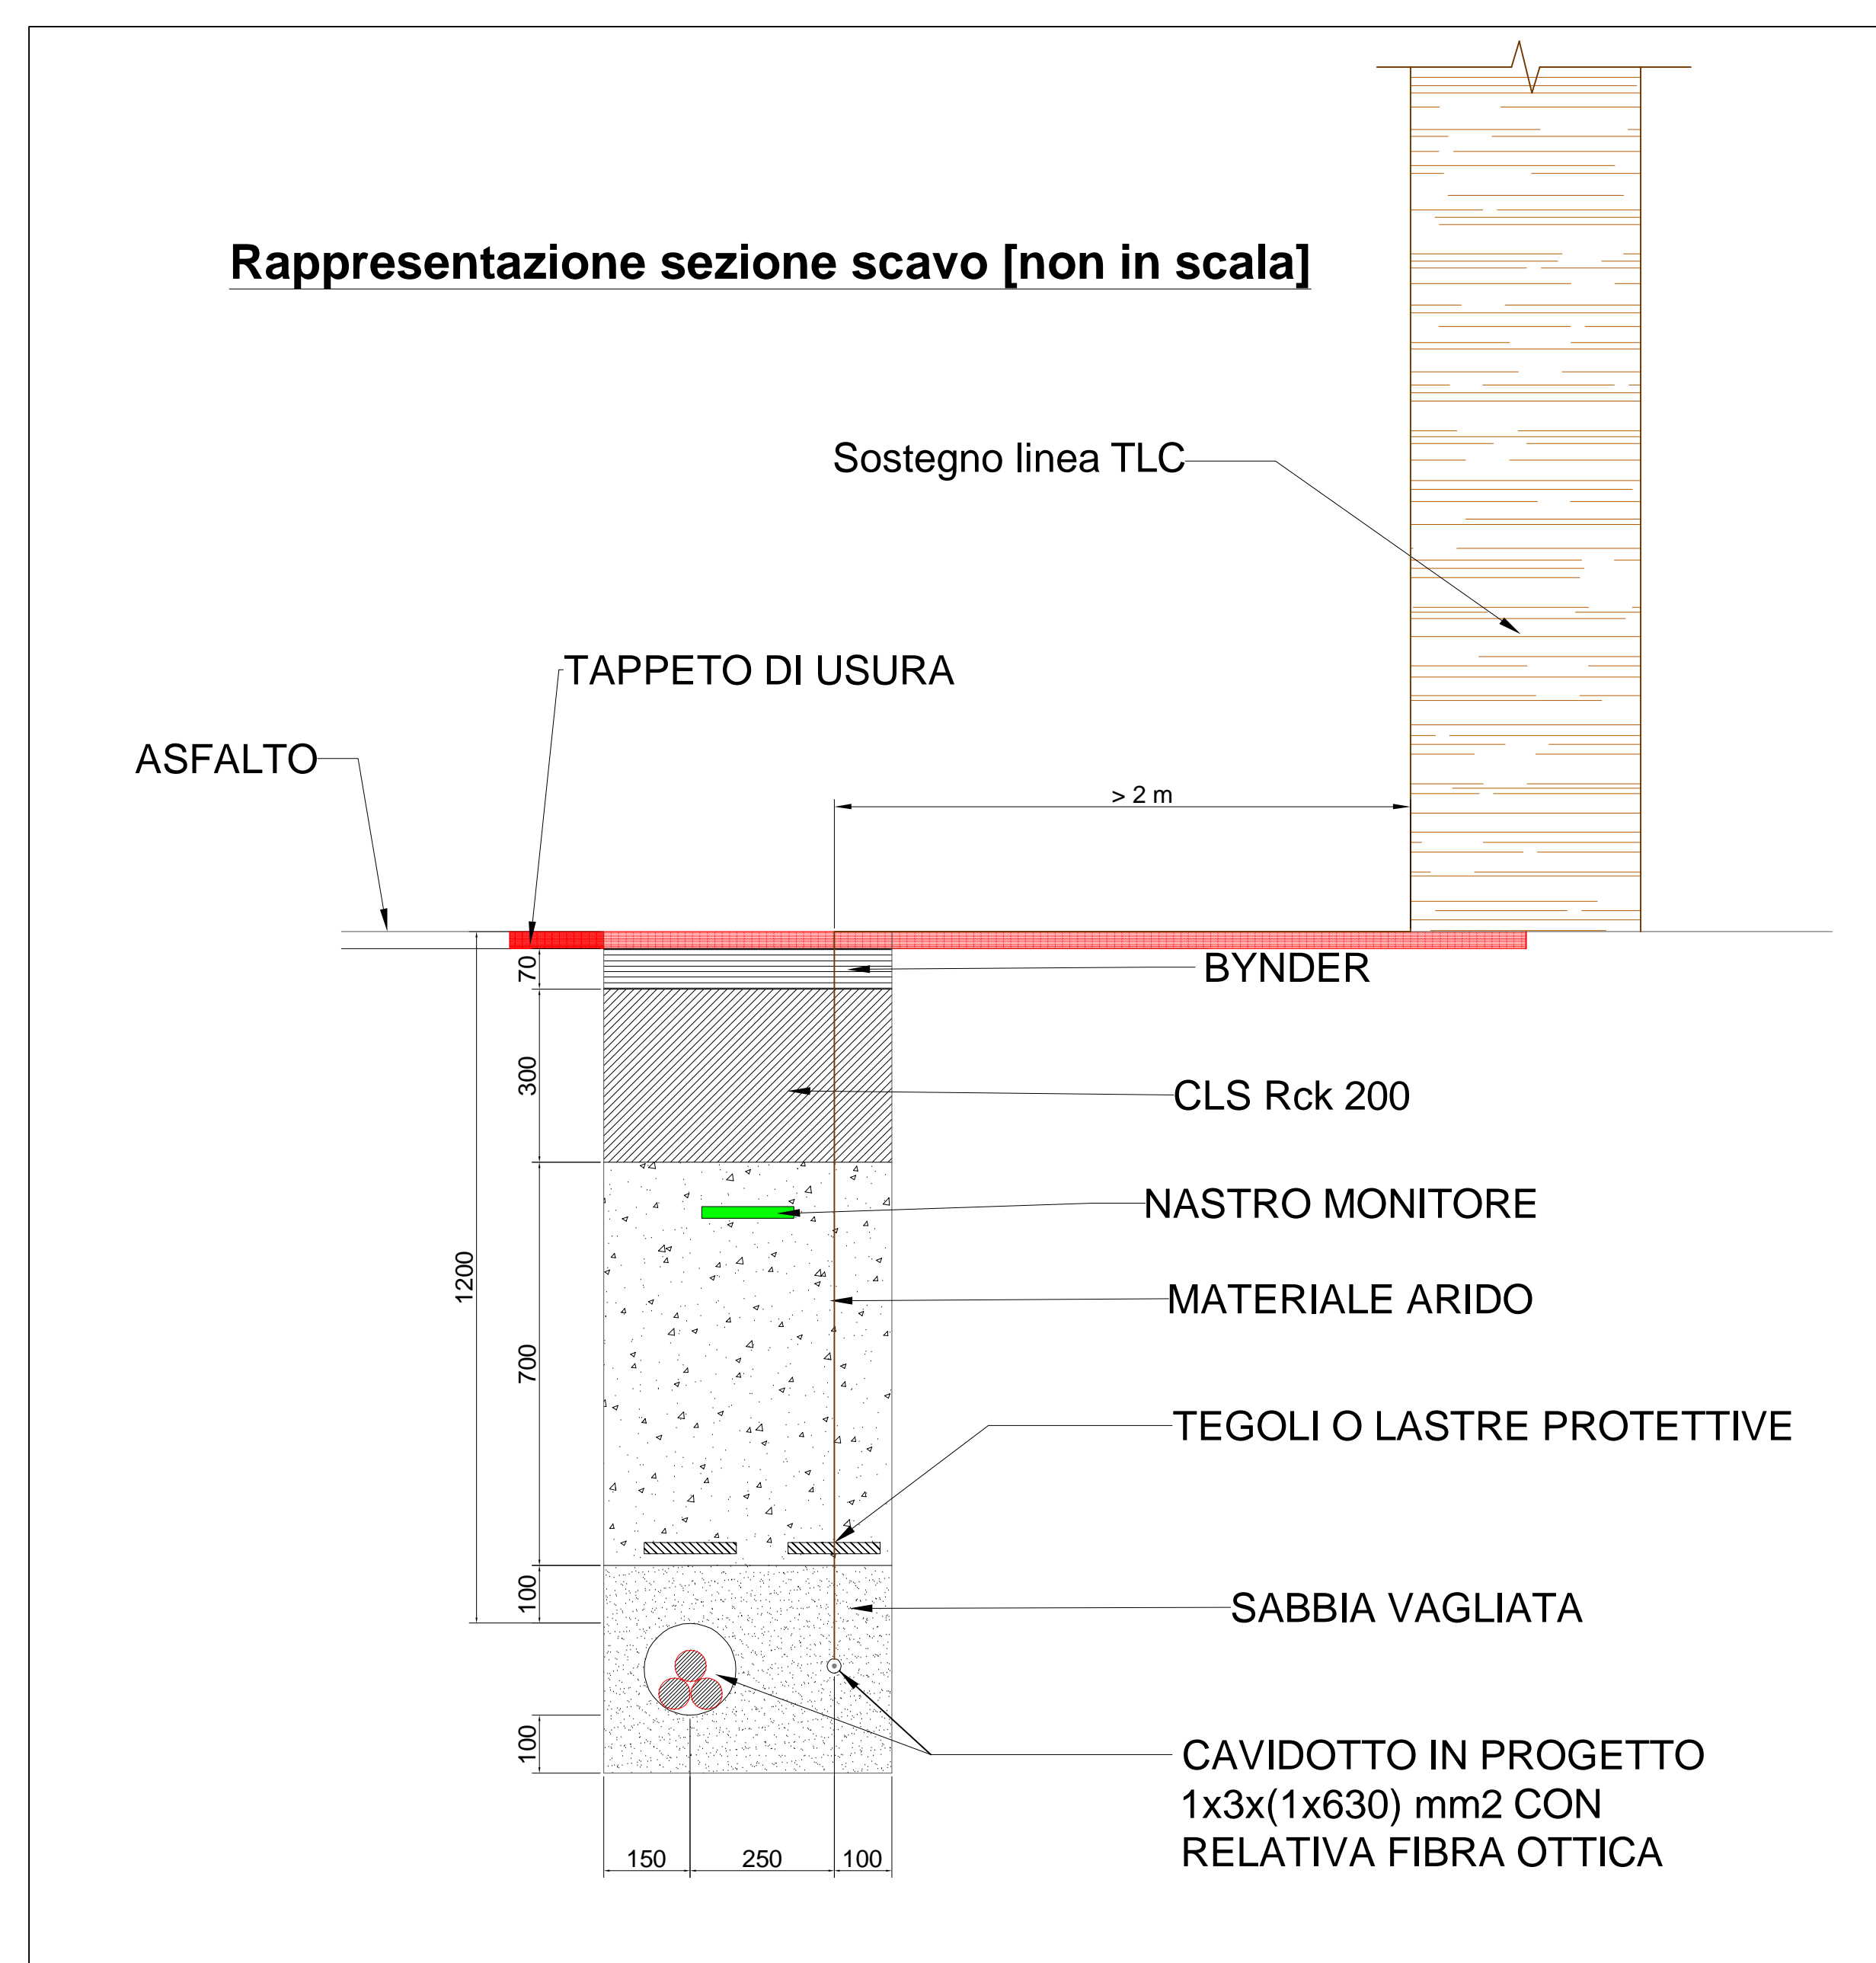 Rappresentazione sezione scavo [non in scala]
Sostegno linea TLC
TAPPETO DI USURA
ASFALTO
> 2 m
BYNDER
70
300
CLS Rck 200
NASTRO MONITORE
1200
MATERIALE ARIDO
700
TEGOLI O LASTRE PROTETTIVE
100
SABBIA VAGLIATA
100
CAVIDOTTO IN PROGETTO
1x3x(1x630) mm2 CON
RELATIVA FIBRA OTTICA
150
250
100